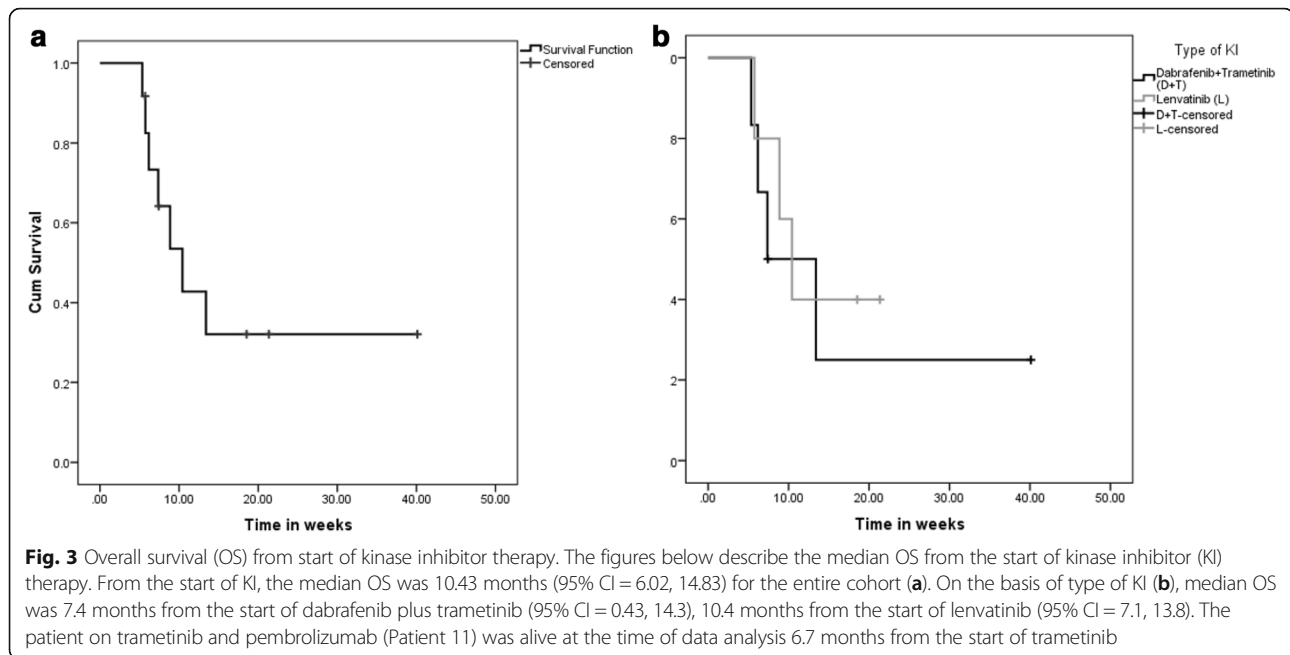 a
Survival Function
Censored
1.0
0.8
0.6
0.4
0.2
0.0
Cum Survival
.00 10.00 20.00 30.00 40.00 50.00
Time in weeks
b
Type of KI
Dabrafenib+Trametinib
(D+T)
Lenvatinib (L)
D+T-censored
L-censored
0
8
6
4
2
0
.00 10.00 20.00 30.00 40.00 50.00
Time in weeks
Fig. 3 Overall survival (OS) from start of kinase inhibitor therapy. The figures below describe the median OS from the start of kinase inhibitor (KI)
therapy. From the start of KI, the median OS was 10.43 months (95% CI = 6.02, 14.83) for the entire cohort (a). On the basis of type of KI (b), median OS
was 7.4 months from the start of dabrafenib plus trametinib (95% CI = 0.43, 14.3), 10.4 months from the start of lenvatinib (95% CI = 7.1, 13.8). The
patient on trametinib and pembrolizumab (Patient 11) was alive at the time of data analysis 6.7 months from the start of trametinib